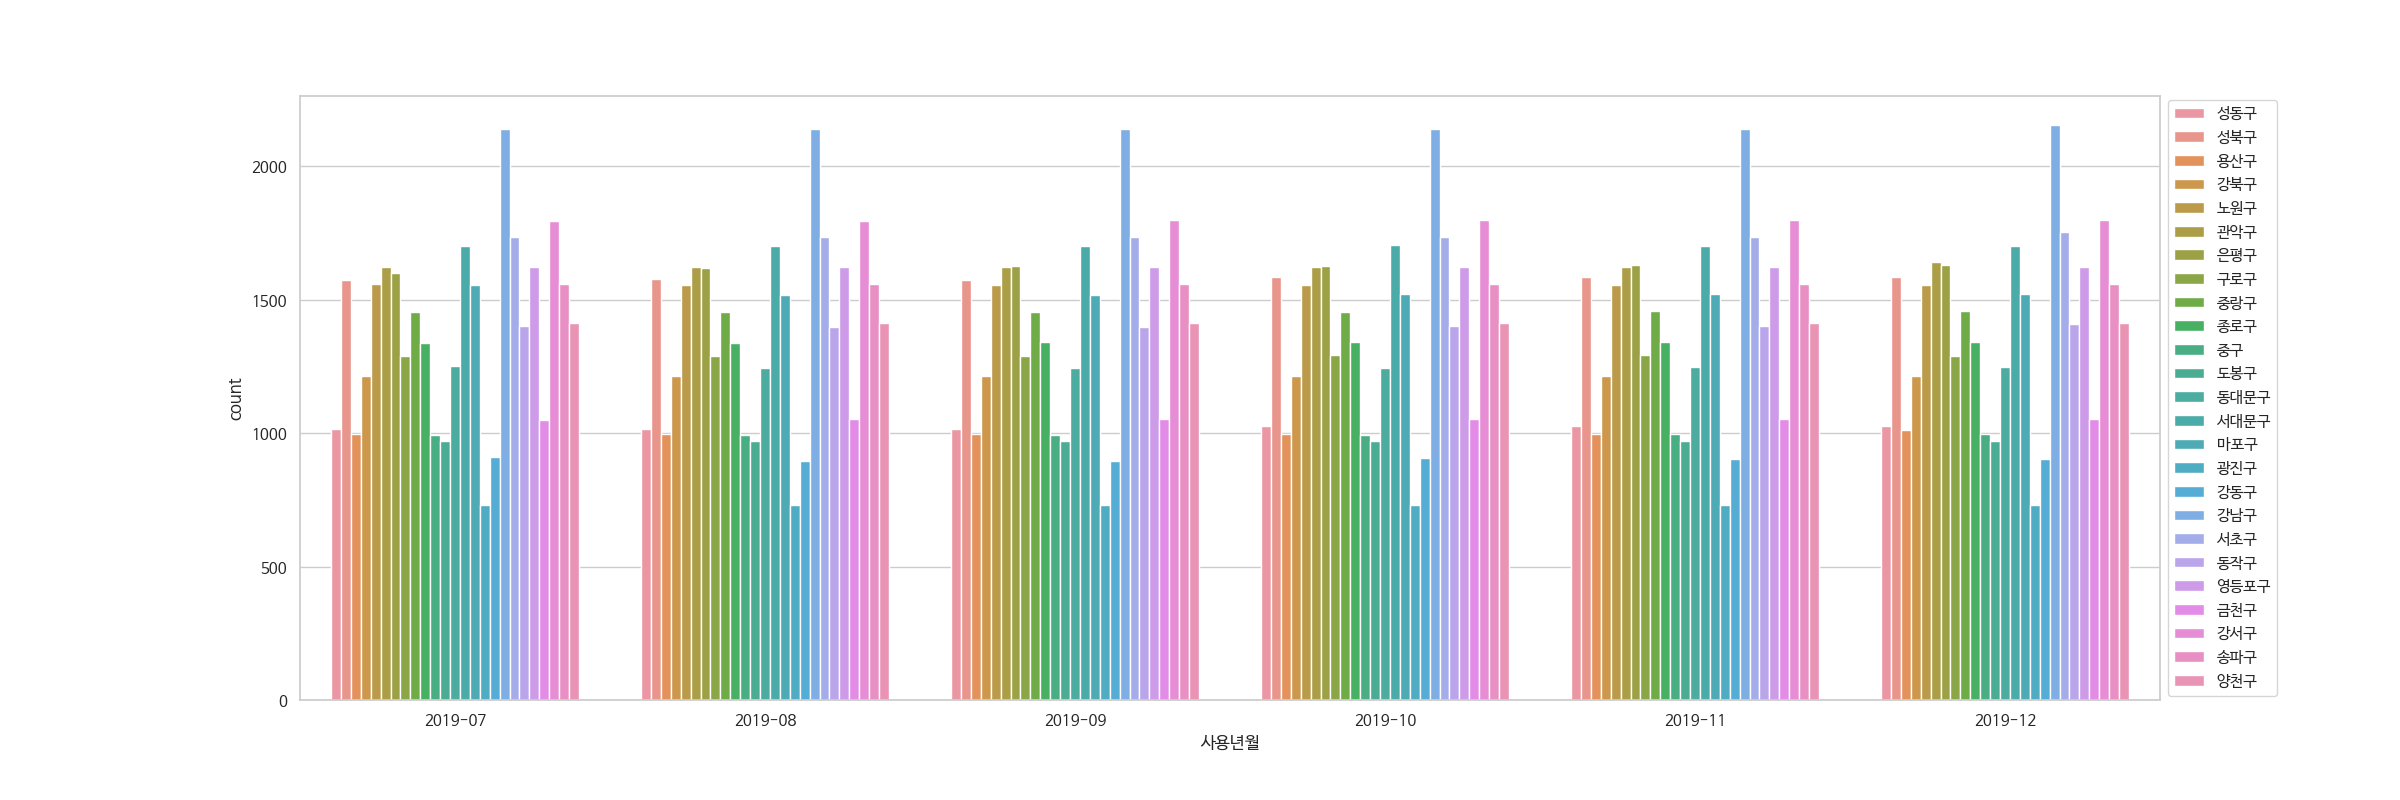 2000
1500
1000
500
0
count
2019-07
2019-08
2019-09
2019-10
2019-11
2019-12
사용년월
성동구
성북구
용산구
강북구
노원구
관악구
은평구
구로구
중랑구
종로구
중구
도봉구
동대문구
서대문구
마포구
광진구
강동구
강남구
서초구
동작구
영등포구
금천구
강서구
송파구
양천구